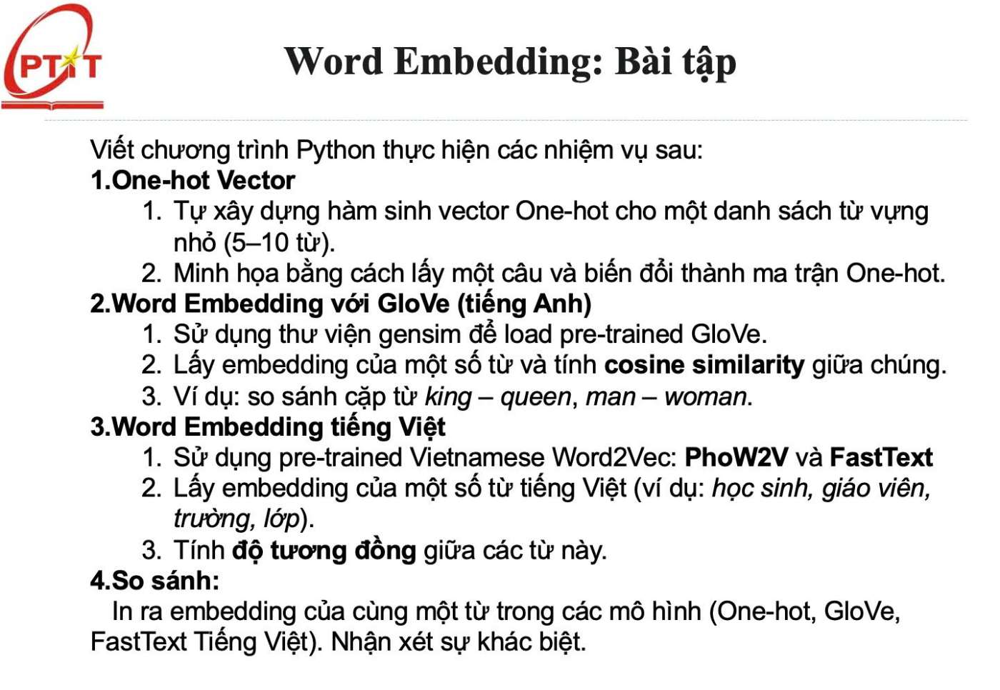 PTIT
Word Embedding: Bài tập
Viết chương trình Python thực hiện các nhiệm vụ sau:
1.One-hot Vector
1. Tự xây dựng hàm sinh vector One-hot cho một danh sách từ vựng
nhỏ (5–10 từ).
2. Minh họa bằng cách lấy một câu và biến đổi thành ma trận One-hot.
2.Word Embedding với GloVe (tiếng Anh)
1. Sử dụng thư viện gensim để load pre-trained GloVe.
2. Lấy embedding của một số từ và tính cosine similarity giữa chúng.
3. Ví dụ: so sánh cặp từ king – queen, man – woman.
3.Word Embedding tiếng Việt
1. Sử dụng pre-trained Vietnamese Word2Vec: PhoW2V và FastText
2. Lấy embedding của một số từ tiếng Việt (ví dụ: học sinh, giáo viên,
trường, lớp).
3. Tính độ tương đồng giữa các từ này.
4.So sánh:
In ra embedding của cùng một từ trong các mô hình (One-hot, GloVe,
FastText Tiếng Việt). Nhận xét sự khác biệt.